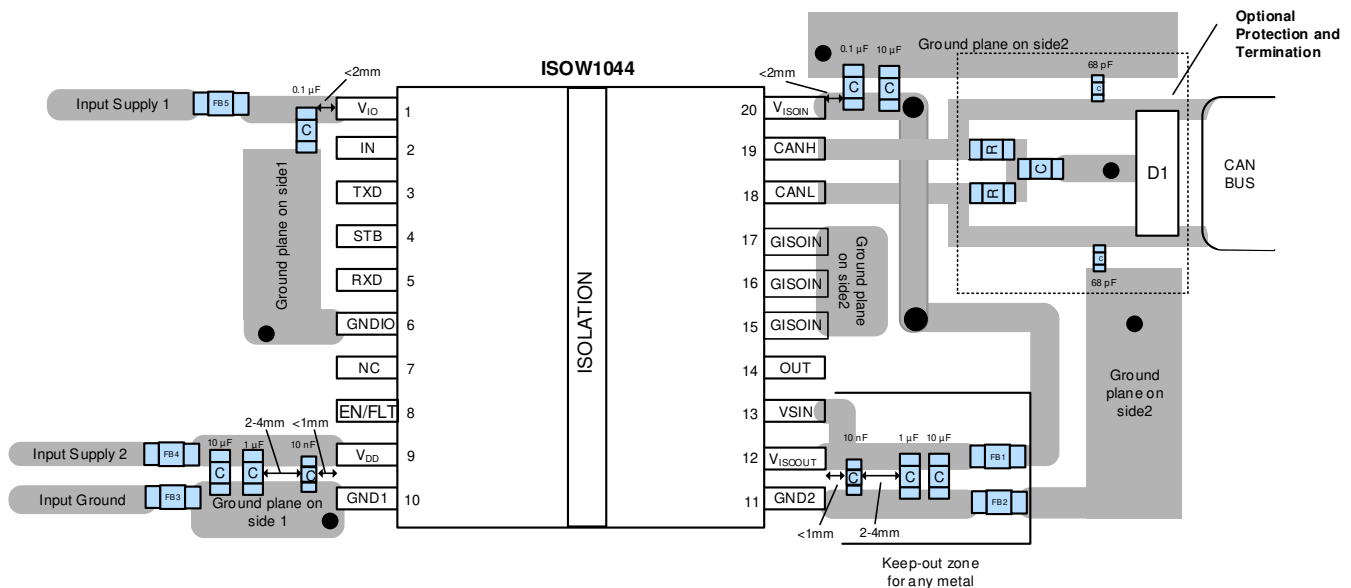 Optional
Protection and
Termination
ISOW1044
0.1 µF
10 µF
Ground plane on side2
<2mm
68 pF
Input Supply 1
FB5
0.1 µF
<2mm
C
Ground plane on side1
VIO 1
IN 2
TXD 3
STB 4
RXD 5
GNDIO 6
NC 7
EN/FLT 8
VDD 9
GND1 10
ISOLATION
20 VISOIN
19 CANH
18 CANL
17 GISOIN
16 GISOIN
15 GISOIN
14 OUT
13 VSIN
12 VISOOUT
11 GND2
C
C
C
R
R
C
D1
CAN
BUS
C
68 pF
Ground plane
on side2
Ground
plane on
side2
Input Supply 2
FB4
Input Ground
FB3
10 µF
1 µF
10 nF
2-4mm
<1mm
C
C
C
Ground plane on
side 1
10 nF
1 µF
10 µF
C
C
C
FB1
FB2
<1mm
2-4mm
Keep-out zone
for any metal